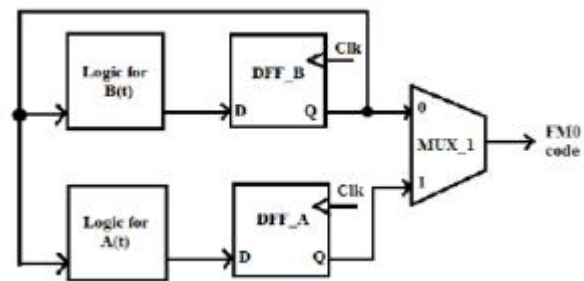 Logic for
B(t)
DFF_B
Clk
D
Q
0
MUX_1
1
FM0
code
Logic for
A(t)
DFF_A
Clk
D
Q